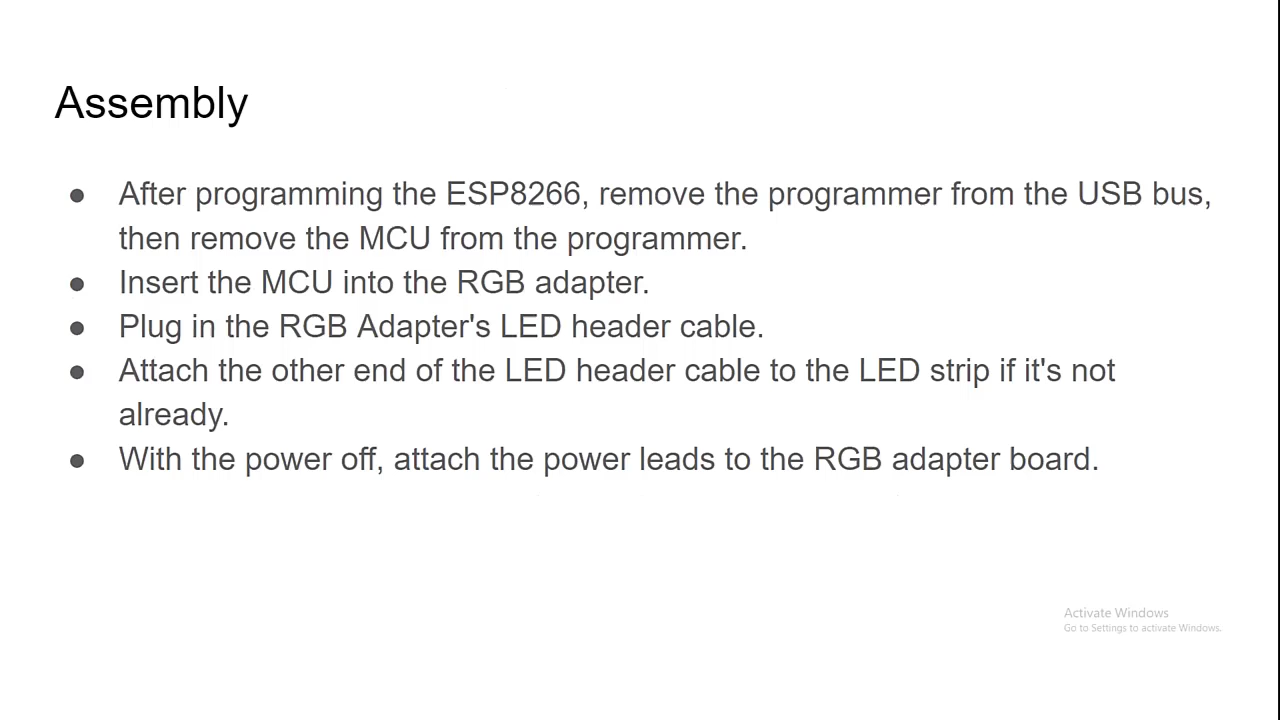 Assembly
● After programming the ESP8266, remove the programmer from the USB bus,
then remove the MCU from the programmer.
● Insert the MCU into the RGB adapter.
● Plug in the RGB Adapter's LED header cable.
● Attach the other end of the LED header cable to the LED strip if it's not
already.
● With the power off, attach the power leads to the RGB adapter board.
Activate Windows
Go to Settings to activate Windows.